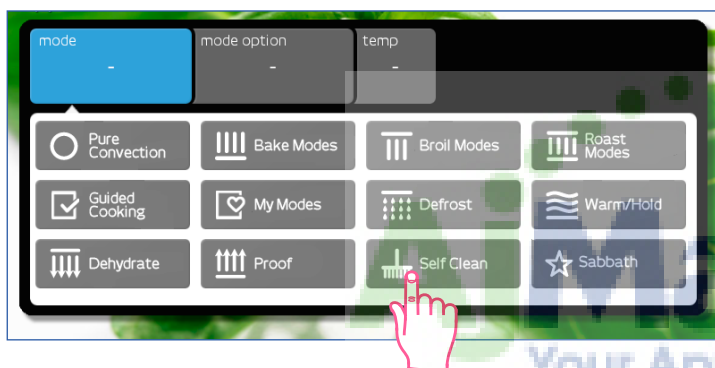 mode
mode option
temp
-
-
-
Pure
Convection
Bake Modes
Broil Modes
Roast
Modes
Guided
Cooking
My Modes
Defrost
Warm/Hold
Dehydrate
Proof
Self Clean
Sabbath